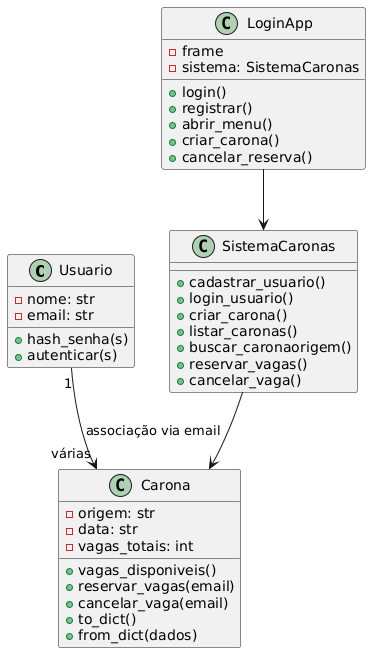 C LoginApp
frame
sistema: SistemaCaronas
login()
registrar()
abrir_menu()
criar_carona()
cancelar_reserva()
C SistemaCaronas
cadastrar_usuario()
login_usuario()
criar_carona()
listar_caronas()
buscar_caronaorigem()
reservar_vagas()
cancelar_vaga()
C Usuario
nome: str
email: str
hash_senha(s)
autenticar(s)
1
associação via email
várias
C Carona
origem: str
data: str
vagas_totais: int
vagas_disponiveis()
reservar_vagas(email)
cancelar_vaga(email)
to_dict()
from_dict(dados)